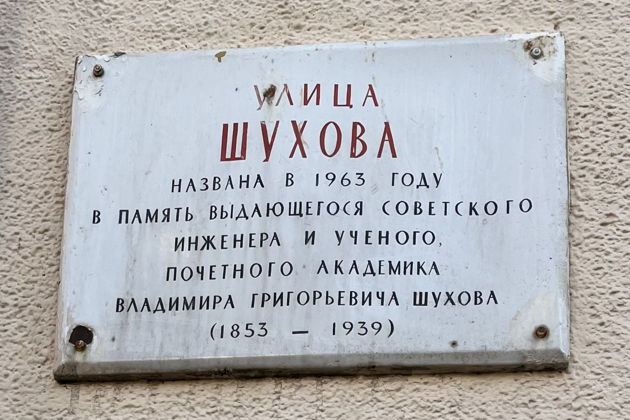 УЛИЦА
ШУХОВА
НАЗВАНА В 1963 ГОДУ
В ПАМЯТЬ ВЫДАЮЩЕГОСЯ СОВЕТСКОГО
ИНЖЕНЕРА И УЧЕНОГО,
ПОЧЕТНОГО АКАДЕМИКА
ВЛАДИМИРА ГРИГОРЬЕВИЧА ШУХОВА
(1853 – 1939)